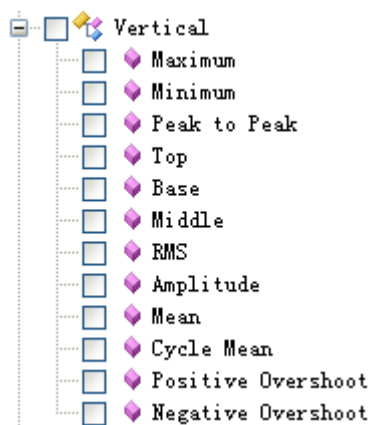 Vertical
Maximum
Minimum
Peak to Peak
Top
Base
Middle
RMS
Amplitude
Mean
Cycle Mean
Positive Overshoot
Negative Overshoot